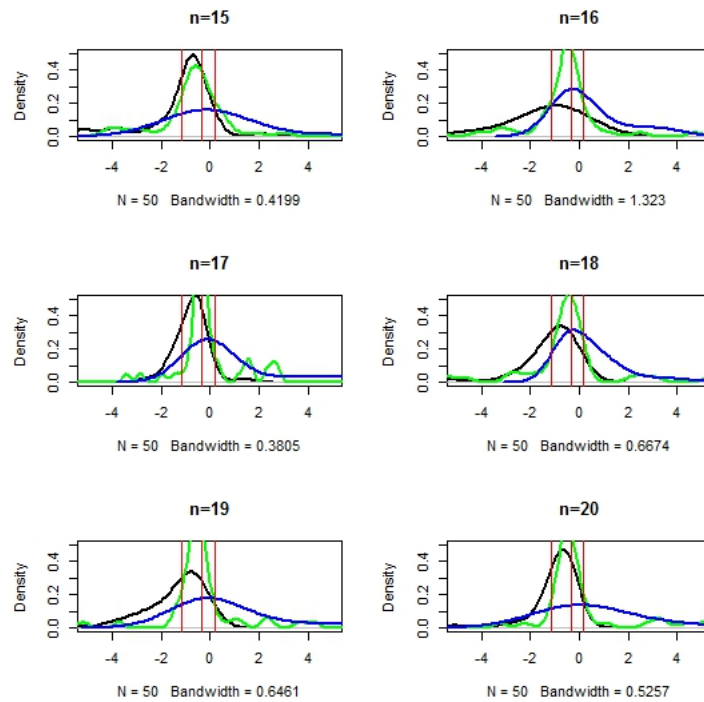 n=15
n=16
Density
0.0 0.2 0.4
-4 -2 0 2 4
N = 50 Bandwidth = 0.4199
Density
0.0 0.2 0.4
-4 -2 0 2 4
N = 50 Bandwidth = 1.323
n=17
n=18
Density
0.0 0.2 0.4
-4 -2 0 2 4
N = 50 Bandwidth = 0.3805
Density
0.0 0.2 0.4
-4 -2 0 2 4
N = 50 Bandwidth = 0.6674
n=19
n=20
Density
0.0 0.2 0.4
-4 -2 0 2 4
N = 50 Bandwidth = 0.6461
Density
0.0 0.2 0.4
-4 -2 0 2 4
N = 50 Bandwidth = 0.5257